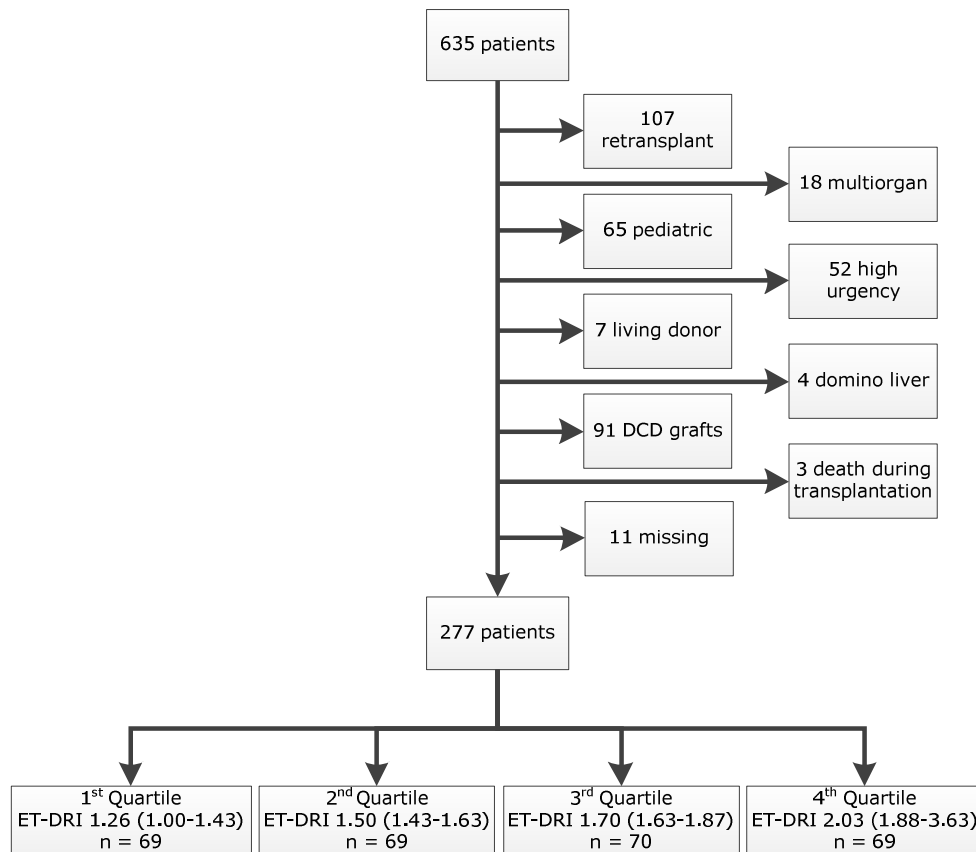 635 patients
107
retransplant
18 multiorgan
65 pediatric
52 high
urgency
7 living donor
4 domino liver
91 DCD grafts
3 death during
transplantation
11 missing
277 patients
1st Quartile
ET-DRI 1.26 (1.00-1.43)
n = 69
2nd Quartile
ET-DRI 1.50 (1.43-1.63)
n = 69
3rd Quartile
ET-DRI 1.70 (1.63-1.87)
n = 70
4th Quartile
ET-DRI 2.03 (1.88-3.63)
n = 69